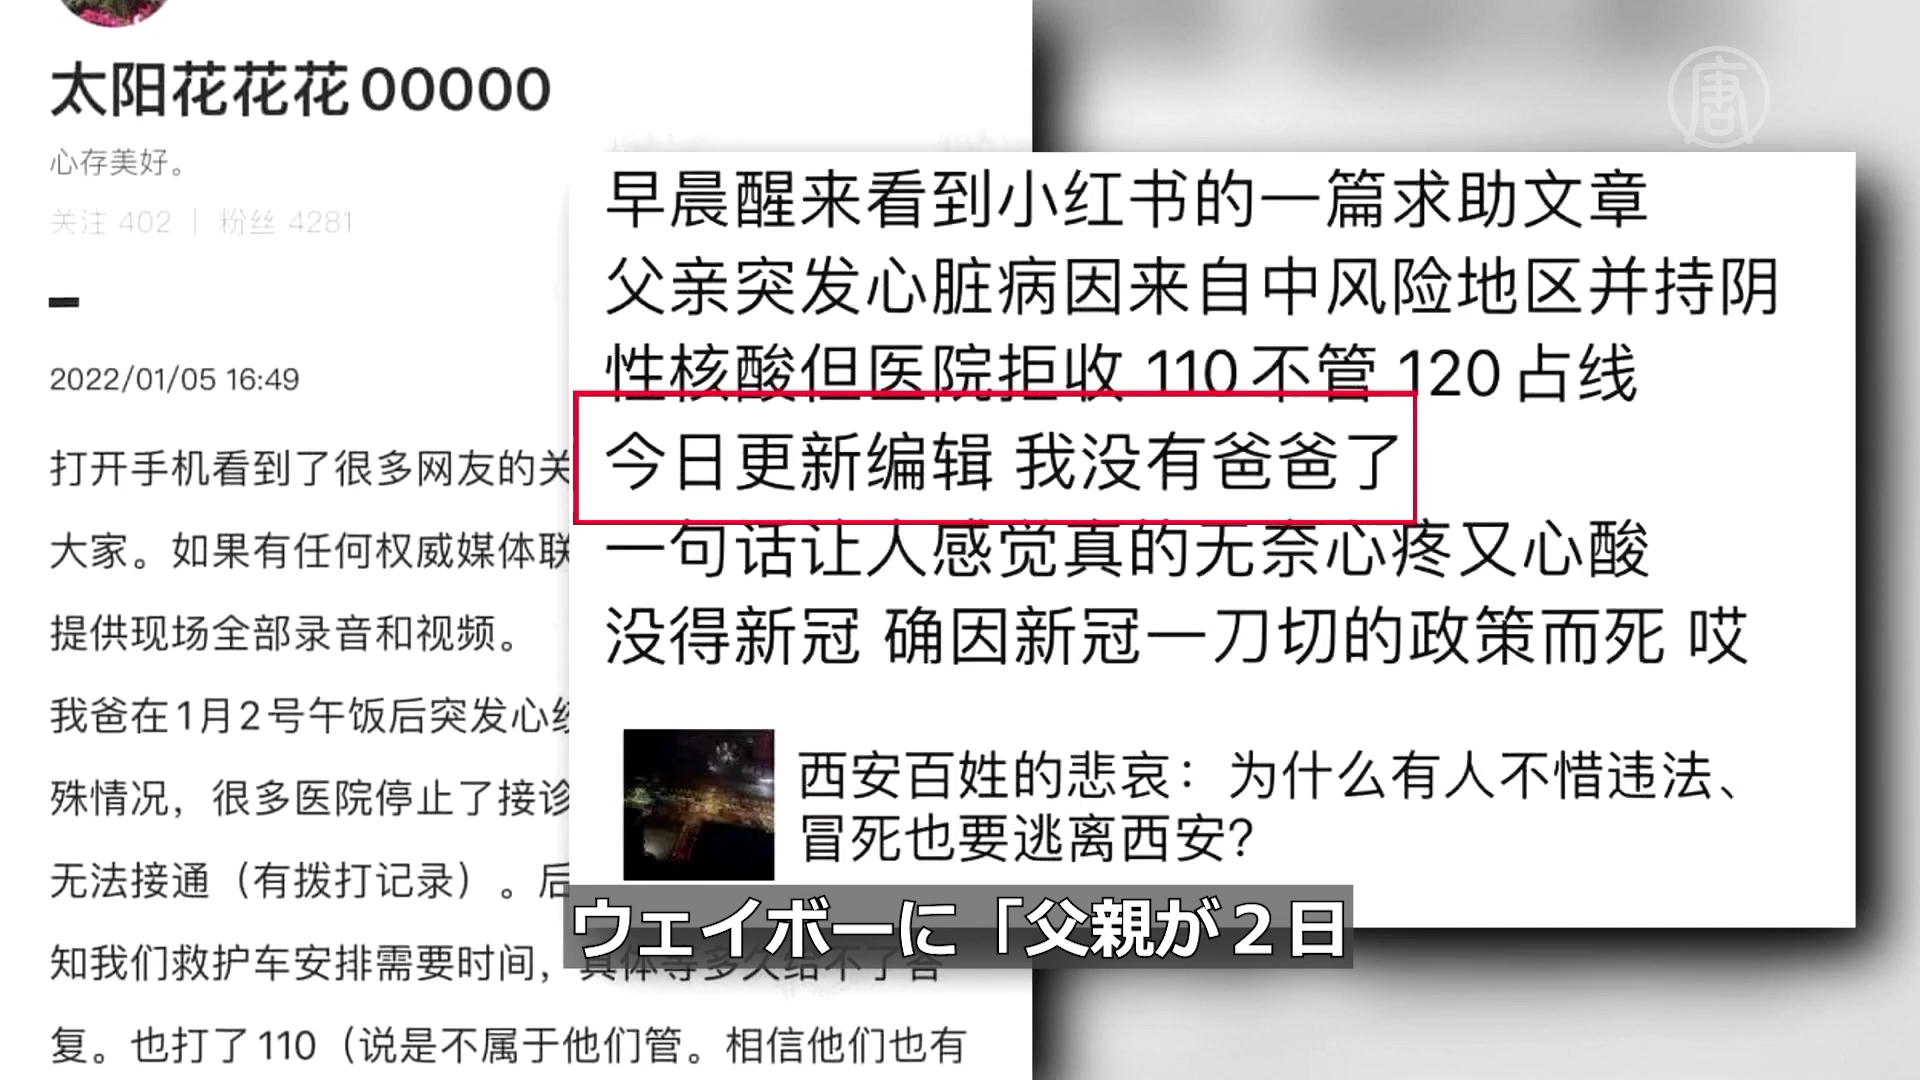 太阳花花花00000
心存美好。
关注 402 | 粉丝 4281
2022/01/05 16:49
打开手机看到了很多网友的关
大家。如果有任何权威媒体联
提供现场全部录音和视频。
我爸在1月2号午饭后突发心绞
殊情况，很多医院停止了接诊
无法接通（有拨打记录）。后
知我们救护车安排需要时间，具体等多久给不了答
复。也打了110（说是不属于他们管。相信他们也有
唐
早晨醒来看到小红书的一篇求助文章
父亲突发心脏病因来自中风险地区并持阴
性核酸但医院拒收 110不管 120占线
今日更新编辑 我没有爸爸了
一句话让人感觉真的无奈心疼又心酸
没得新冠 确因新冠一刀切的政策而死 哎
西安百姓的悲哀：为什么有人不惜违法、
冒死也要逃离西安？
ウェイボーに「父親が２日